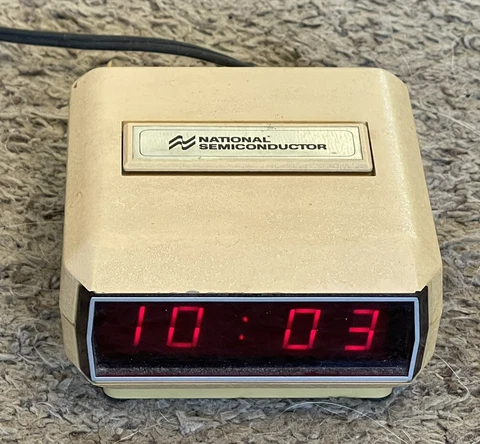 NATIONAL
SEMICONDUCTOR
10:03